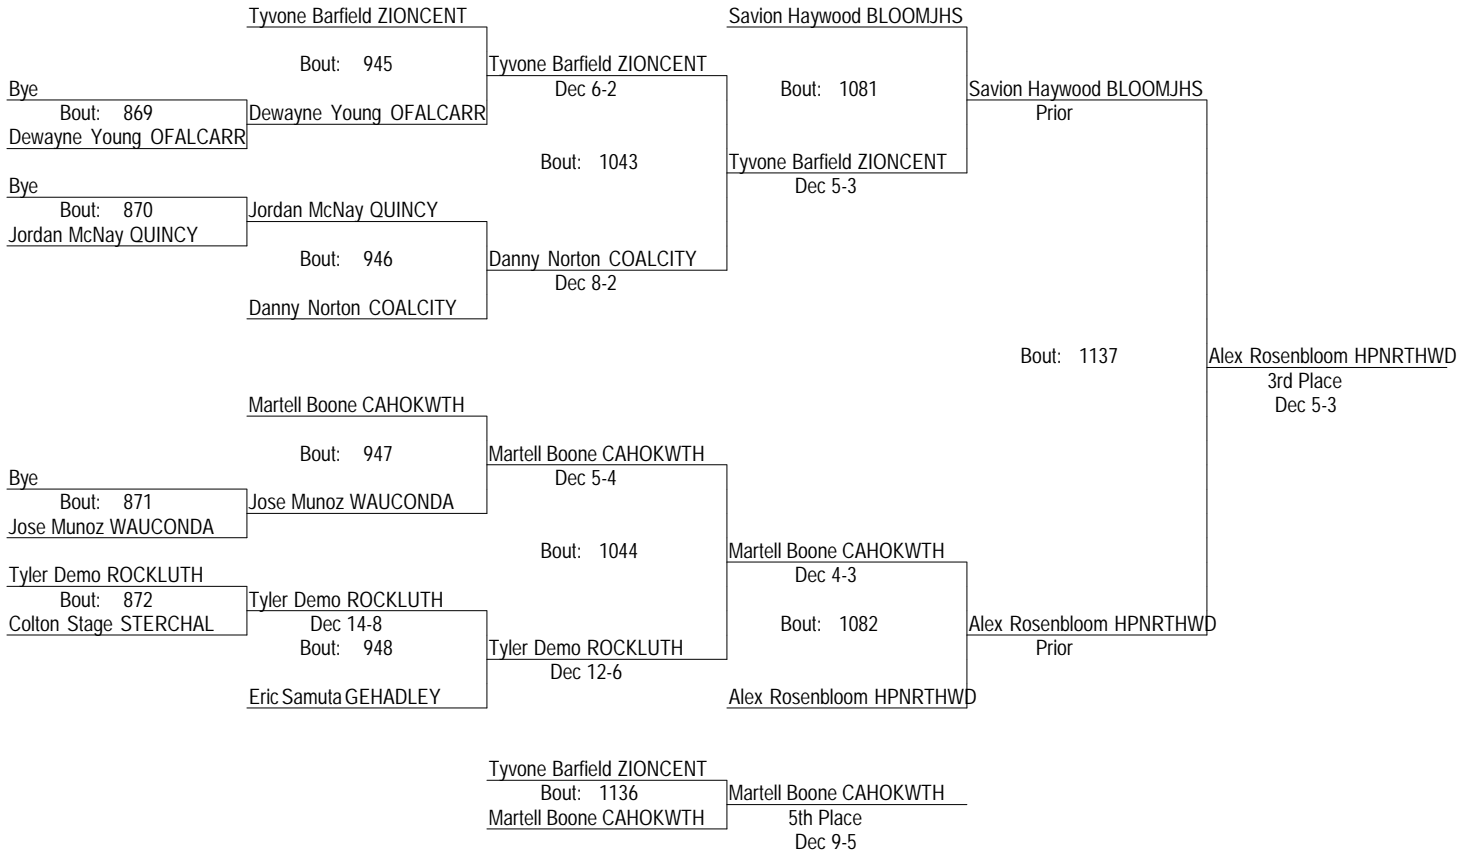 Tyvone Barfield ZIONCENT
Savion Haywood BLOOMJHS
Bout: 945
Tyvone Barfield ZIONCENT
Dec 6-2
Bye
Bout: 869
Dewayne Young OFALCARR
Dewayne Young OFALCARR
Bout: 1081
Savion Haywood BLOOMJHS
Prior
Bout: 1043
Tyvone Barfield ZIONCENT
Dec 5-3
Bye
Bout: 870
Jordan McNay QUINCY
Jordan McNay QUINCY
Bout: 946
Danny Norton COALCITY
Dec 8-2
Danny Norton COALCITY
Bout: 1137
Alex Rosenbloom HPNRTHWD
3rd Place
Dec 5-3
Martell Boone CAHOKWTH
Bout: 947
Martell Boone CAHOKWTH
Dec 5-4
Bye
Bout: 871
Jose Munoz WAUCONDA
Jose Munoz WAUCONDA
Bout: 1044
Martell Boone CAHOKWTH
Dec 4-3
Tyler Demo ROCKLUTH
Bout: 872
Colton Stage STERCHAL
Tyler Demo ROCKLUTH
Dec 14-8
Bout: 948
Tyler Demo ROCKLUTH
Dec 12-6
Bout: 1082
Alex Rosenbloom HPNRTHWD
Prior
Eric Samuta GEHADLEY
Alex Rosenbloom HPNRTHWD
Tyvone Barfield ZIONCENT
Bout: 1136
Martell Boone CAHOKWTH
Martell Boone CAHOKWTH
5th Place
Dec 9-5